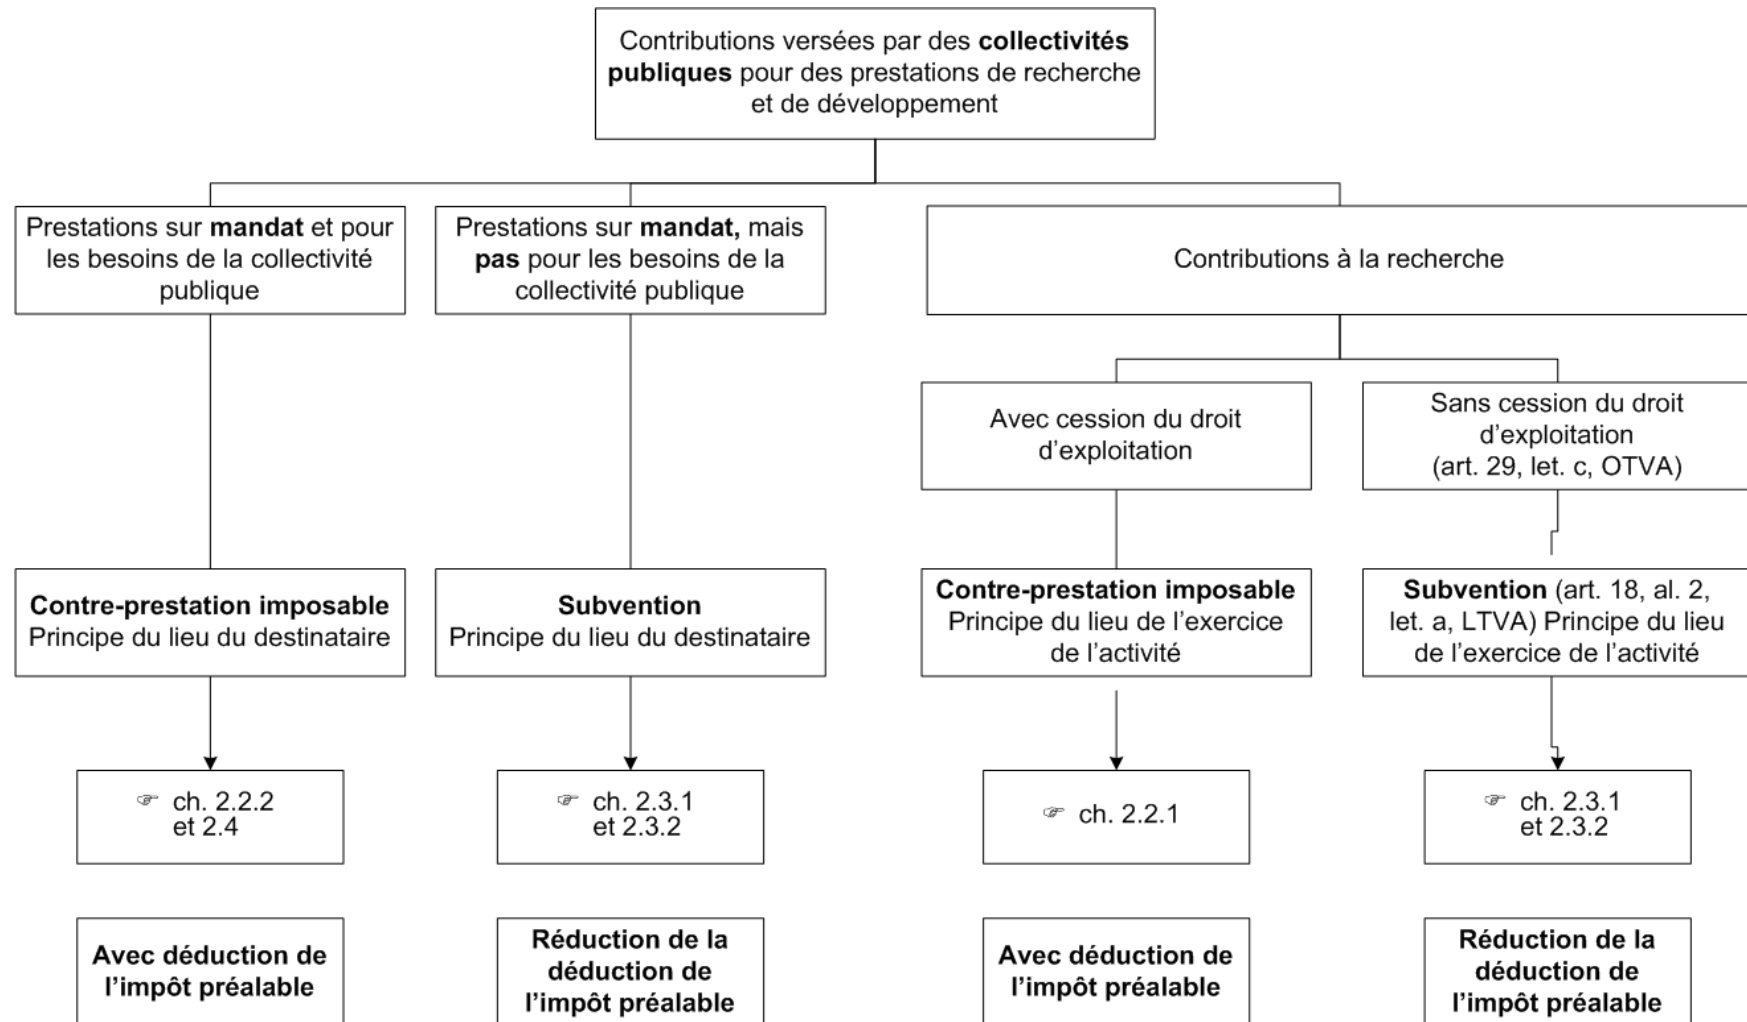 Contributions versées par des collectivités
publiques pour des prestations de recherche
et de développement
Prestations sur mandat et pour
les besoins de la collectivité
publique
Prestations sur mandat, mais
pas pour les besoins de la
collectivité publique
Contributions à la recherche
Avec cession du droit
d’exploitation
Sans cession du droit
d’exploitation
(art. 29, let. c, OTVA)
Contre-prestation imposable
Principe du lieu du destinataire
Subvention
Principe du lieu du destinataire
Contre-prestation imposable
Principe du lieu de l’exercice
de l’activité
Subvention (art. 18, al. 2,
let. a, LTVA) Principe du lieu
de l’exercice de l’activité
☞ ch. 2.2.2
et 2.4
☞ ch. 2.3.1
et 2.3.2
☞ ch. 2.2.1
☞ ch. 2.3.1
et 2.3.2
Avec déduction de
l’impôt préalable
Réduction de la
déduction de
l’impôt préalable
Avec déduction de
l’impôt préalable
Réduction de la
déduction de
l’impôt préalable